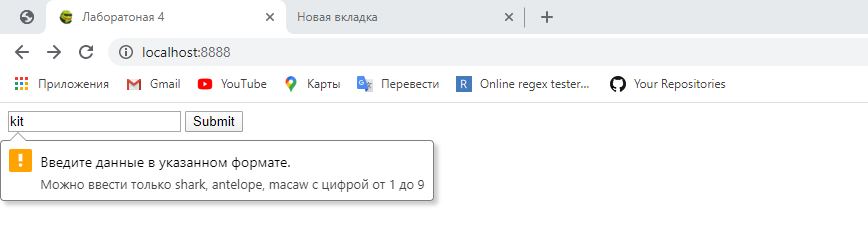 Лаборатоная 4
Новая вкладка
localhost:8888
Приложения Gmail YouTube Карты Перевести Online regex tester... Your Repositories
kit Submit
Введите данные в указанном формате.
Можно ввести только shark, antelope, macaw с цифрой от 1 до 9